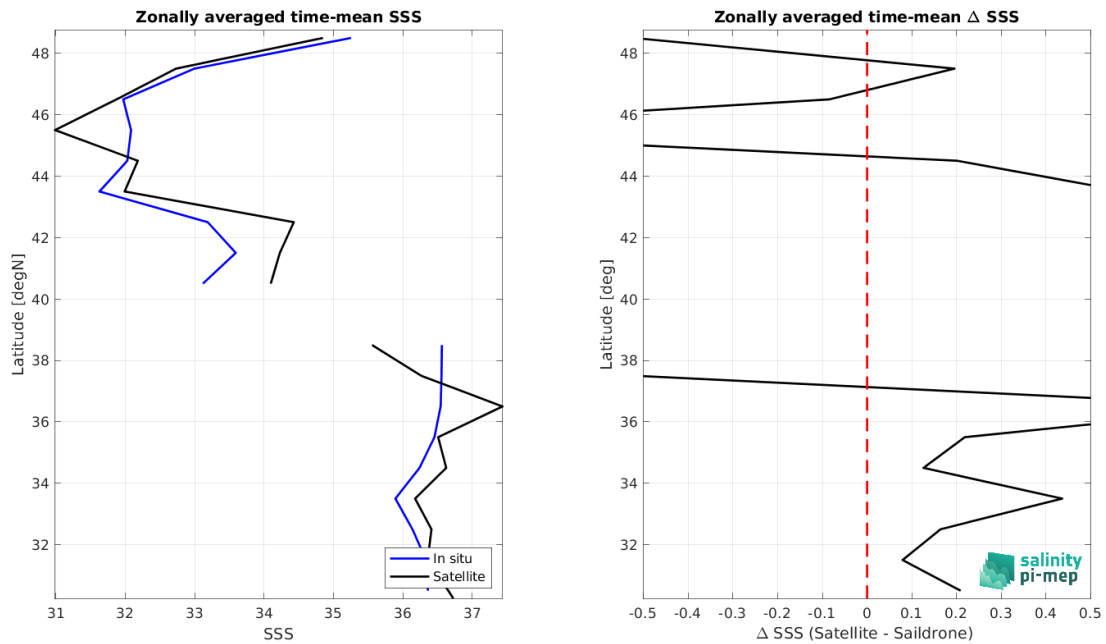 Zonally averaged time-mean SSS
48
46
44
42
40
38
36
34
32
Latitude [degN]
In situ
Satellite
31 32 33 34 35 36 37
SSS
Zonally averaged time-mean Δ SSS
48
46
44
42
40
38
36
34
32
Latitude [deg]
salinity
pi-mep
-0.5 -0.4 -0.3 -0.2 -0.1 0 0.1 0.2 0.3 0.4 0.5
Δ SSS (Satellite - Saildrone)